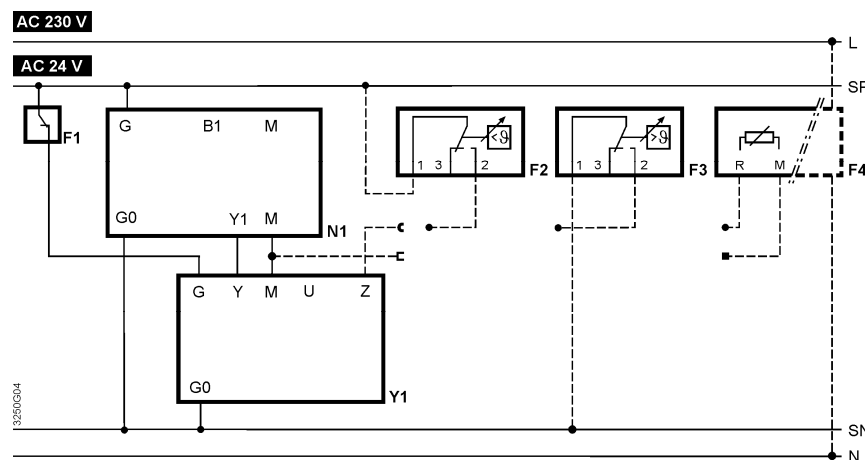 AC 230 V
L
AC 24 V
SP
F1
G B1 M
G0 Y1 M
N1
<ϑ
1 3 2
F2
>ϑ
1 3 2
F3
R M
F4
G Y M U Z
G0
Y1
3250G04
SN
N